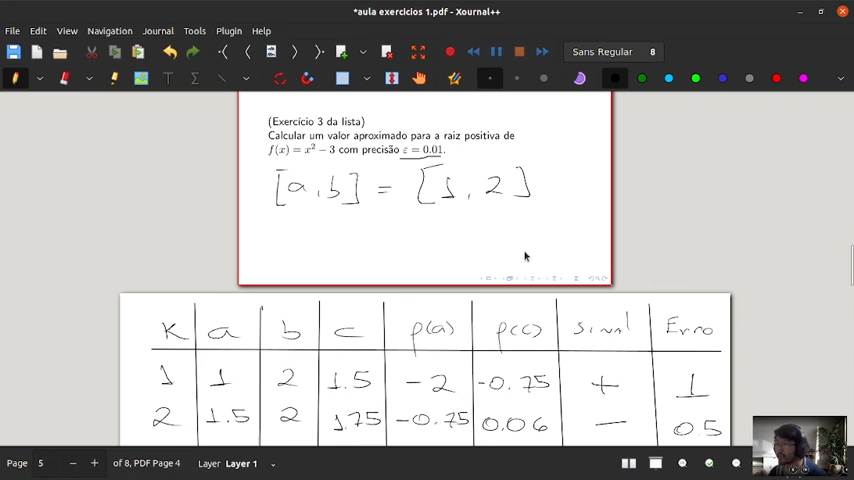 *aula exercicios 1.pdf - Xournal++
File Edit View Navigation Journal Tools Plugin Help
Sans Regular 8
(Exercício 3 da lista)
Calcular um valor aproximado para a raiz positiva de
f(x) = x² − 3 com precisão ε = 0.01.
[a, b] = [1, 2]
K a b c f(a) f(c) sinal Erro
1 1 2 1.5 −2 −0.75 + 1
2 1.5 2 1.75 −0.75 0.06 − 0.5
Page 5 − + of 8, PDF Page 4 Layer Layer 1